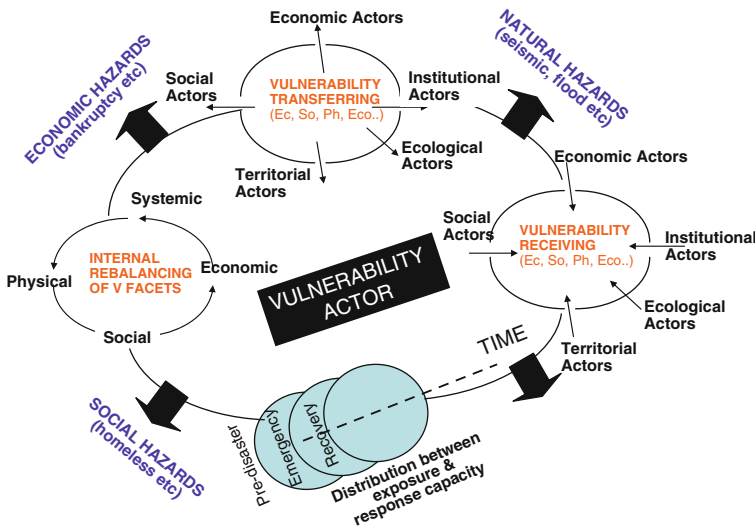 Economic Actors
ECONOMIC HAZARDS
(bankruptcy etc)
Social
Actors
VULNERABILITY
TRANSFERRING
(Ec, So, Ph, Eco..)
Institutional
Actors
NATURAL HAZARDS
(seismic, flood etc)
Territorial
Actors
Ecological
Actors
Economic Actors
Systemic
Physical
INTERNAL
REBALANCING
OF V FACETS
Economic
Social
VULNERABILITY
ACTOR
Social
Actors
VULNERABILITY
RECEIVING
(Ec, So, Ph, Eco..)
Institutional
Actors
Ecological
Actors
Territorial
Actors
TIME
SOCIAL HAZARDS
(homeless etc)
Pre-disaster
Emergency
Recovery
Distribution between
exposure &
response capacity